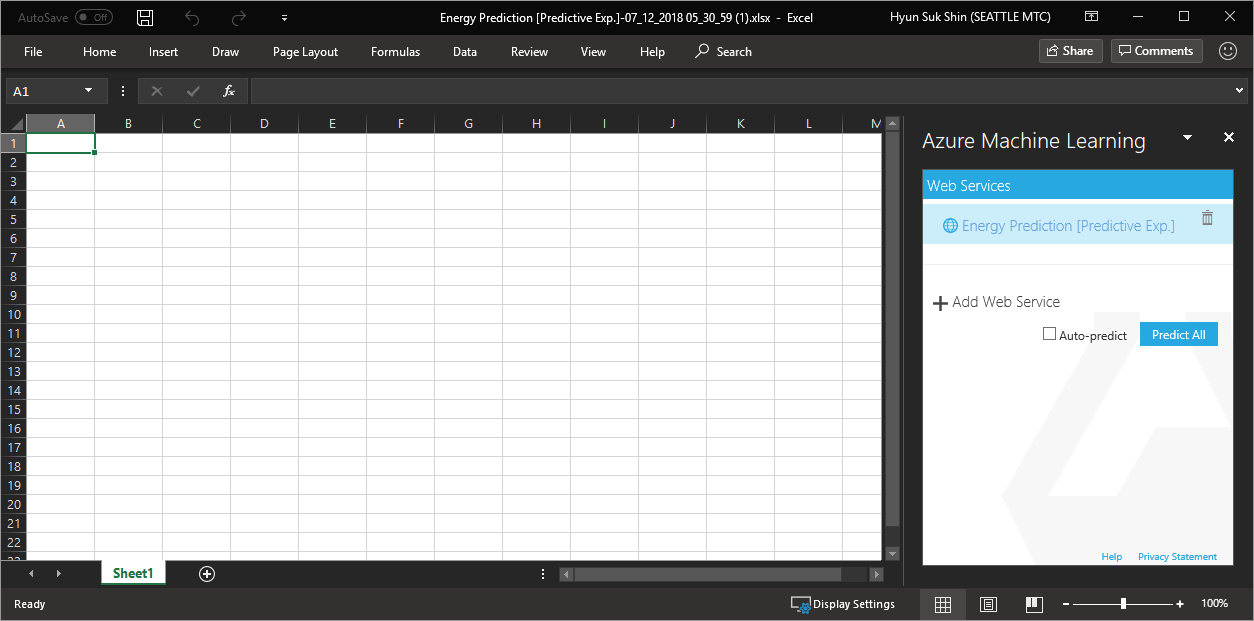 AutoSave Off Energy Prediction [Predictive Exp.]-07_12_2018 05_30_59 (1).xlsx - Excel Hyun Suk Shin (SEATTLE MTC)
File Home Insert Draw Page Layout Formulas Data Review View Help Search Share Comments
A1 fx
A B C D E F G H I J K L M
1
2
3
4
5
6
7
8
9
10
11
12
13
14
15
16
17
18
19
20
21
22
23
Azure Machine Learning
Web Services
Energy Prediction [Predictive Exp.]
Add Web Service
Auto-predict Predict All
Help Privacy Statement
Sheet1
Ready Display Settings 100%